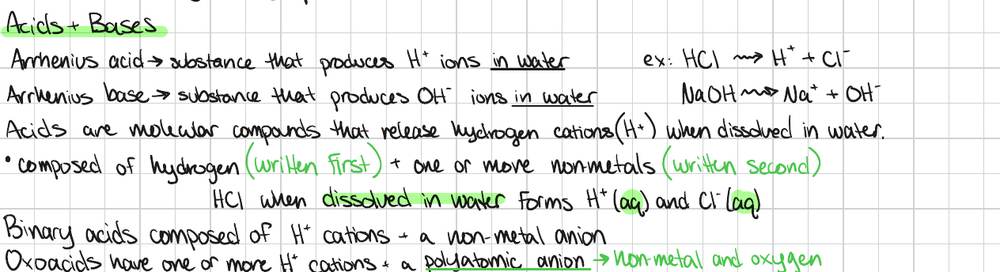 Acids + Bases
Arrhenius acid → substance that produces H⁺ ions in water ex: HCl ⇝ H⁺ + Cl⁻
Arrhenius base → substance that produces OH⁻ ions in water NaOH ⇝ Na⁺ + OH⁻
Acids are molecular compounds that release hydrogen cations (H⁺) when dissolved in water.
• composed of hydrogen (written first) + one or more nonmetals (written second)
HCl when dissolved in water forms H⁺ (aq) and Cl⁻ (aq)
Binary acids composed of H⁺ cations + a non-metal anion
Oxoacids have one or more H⁺ cations + a polyatomic anion → non-metal and oxygen